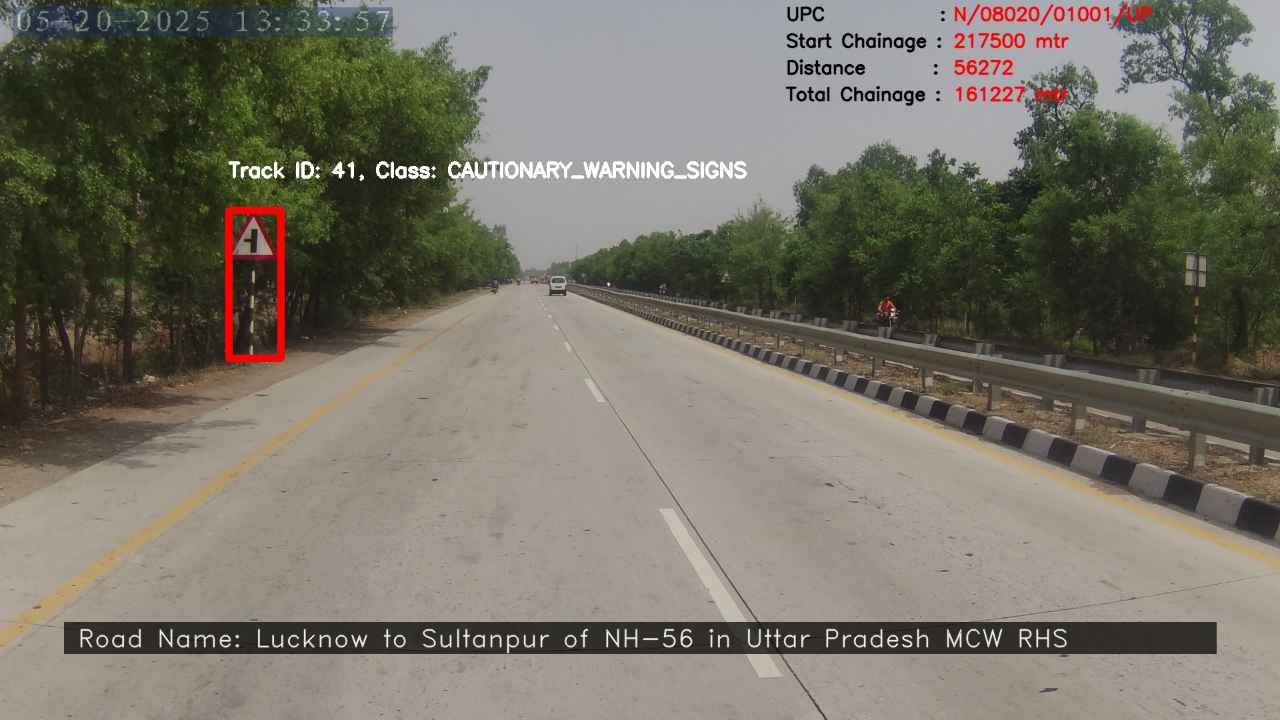 05-20-2025 13:33:57
UPC : N/08020/01001/UP
Start Chainage : 217500 mtr
Distance : 56272
Total Chainage : 161227 mtr
Track ID: 41, Class: CAUTIONARY_WARNING_SIGNS
Road Name: Lucknow to Sultanpur of NH-56 in Uttar Pradesh MCW RHS